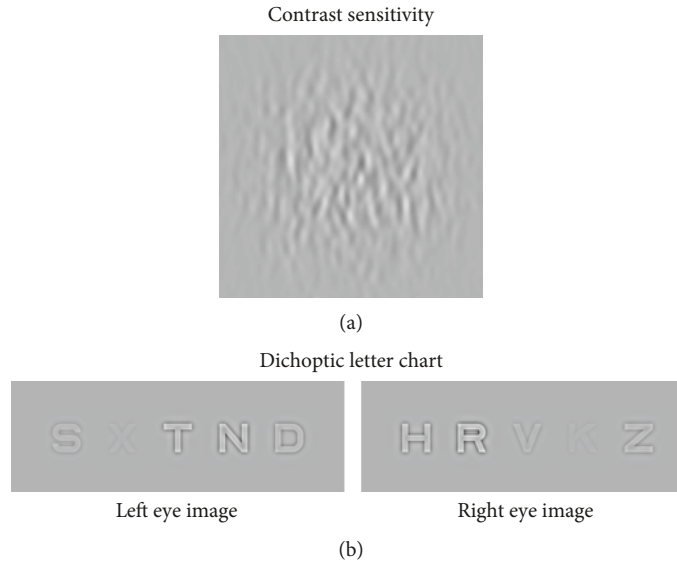 Contrast sensitivity
(a)
Dichoptic letter chart
S X T N D
H R V K Z
Left eye image
Right eye image
(b)